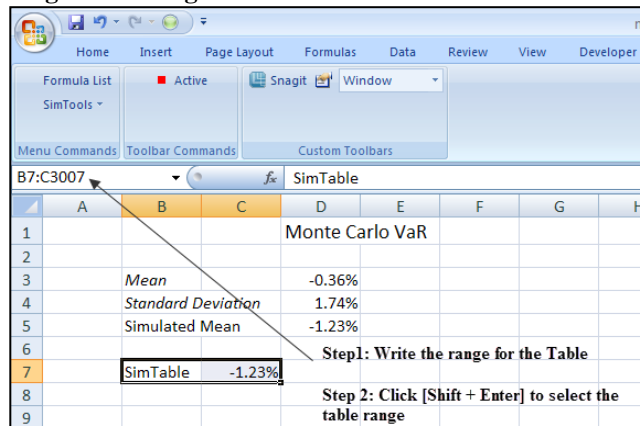 Home Insert Page Layout Formulas Data Review View Developer
Formula List Active Snagit Window
SimTools
Menu Commands Toolbar Commands Custom Toolbars
B7:C3007 fx SimTable
A B C D E F G H
1 Monte Carlo VaR
2
3 Mean -0.36%
4 Standard Deviation 1.74%
5 Simulated Mean -1.23%
6 Step1: Write the range for the Table
7 SimTable -1.23%
8 Step 2: Click [Shift + Enter] to select the
9 table range